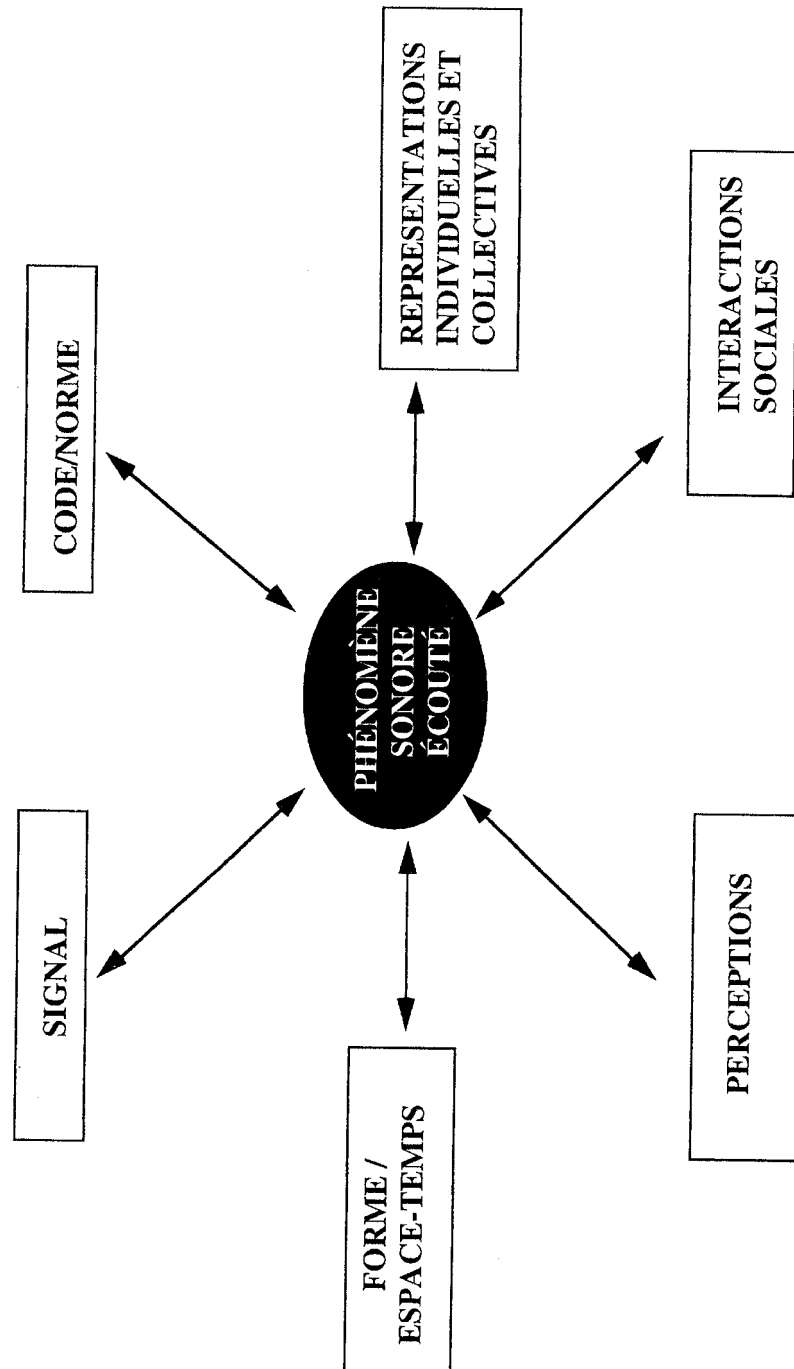 SIGNAL
CODE/NORME
FORME /
ESPACE-TEMPS
PHÉNOMÈNE
SONORE
ÉCOUTÉ
REPRESENTATIONS
INDIVIDUELLES ET
COLLECTIVES
PERCEPTIONS
INTERACTIONS
SOCIALES